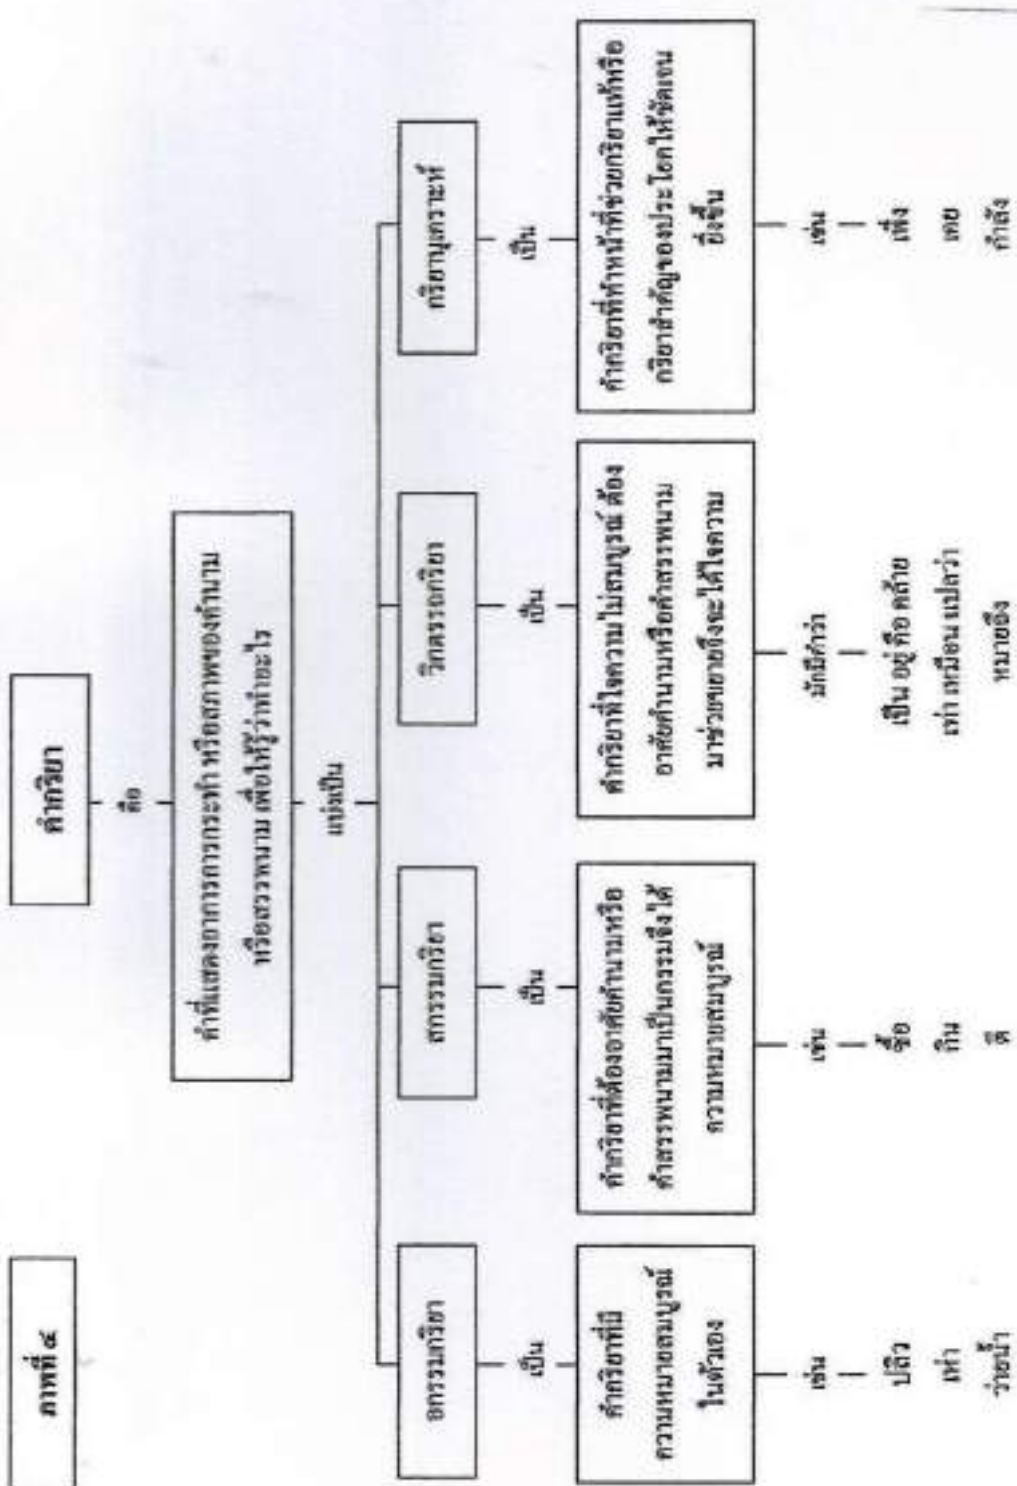 ภาพที่ ๔
คำกริยา
คือ
คำที่แสดงอาการการกระทำ หรือสภาพของคำนาม
หรือสรรพนาม เพื่อให้รู้ว่าทำอะไร
แบ่งเป็น
อกรรมกริยา
เป็น
คำกริยาที่มี
ความหมายสมบูรณ์
ในตัวเอง
เช่น
ปลิว
เห่า
ว่ายน้ำ
สกรรมกริยา
เป็น
คำกริยาที่ต้องอาศัยคำนามหรือ
คำสรรพนามมาเป็นกรรมจึงได้
ความหมายสมบูรณ์
เช่น
ซื้อ
กิน
ตี
วิกตรรถกริยา
เป็น
คำกริยาที่ใจความไม่สมบูรณ์ ต้อง
อาศัยคำนามหรือคำสรรพนาม
มาช่วยขยายจึงจะได้ใจความ
มักมีคำว่า
เป็น อยู่ คือ คล้าย
เท่า เหมือน แปลว่า
หมายถึง
กริยานุเคราะห์
เป็น
คำกริยาที่ทำหน้าที่ช่วยกริยาแท้หรือ
กริยาสำคัญของประโยคให้ชัดเจน
ยิ่งขึ้น
เช่น
เพิ่ง
เคย
กำลัง